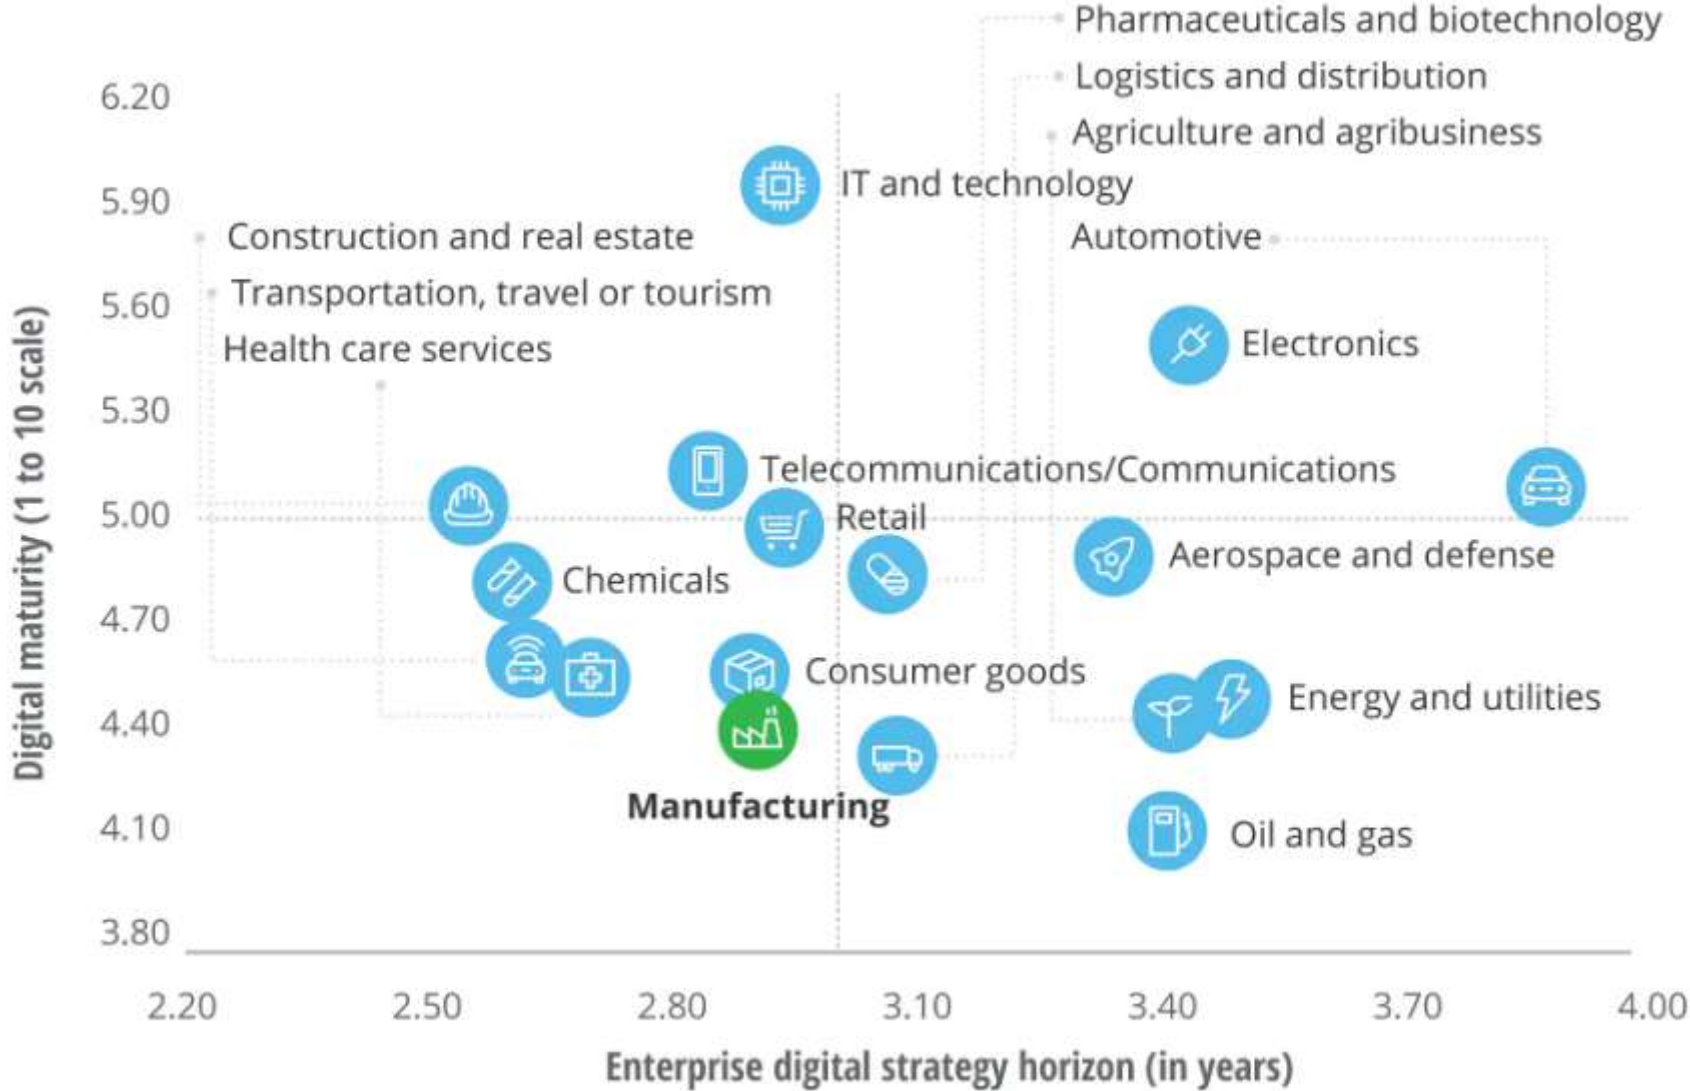 Pharmaceuticals and biotechnology
Logistics and distribution
6.20
Agriculture and agribusiness
IT and technology
5.90
Construction and real estate
Automotive
Transportation, travel or tourism
5.60
Health care services
Electronics
5.30
Telecommunications/Communications
5.00
Retail
Aerospace and defense
Chemicals
4.70
Consumer goods
Energy and utilities
4.40
Manufacturing
4.10
Oil and gas
3.80
Digital maturity (1 to 10 scale)
2.20 2.50 2.80 3.10 3.40 3.70 4.00
Enterprise digital strategy horizon (in years)